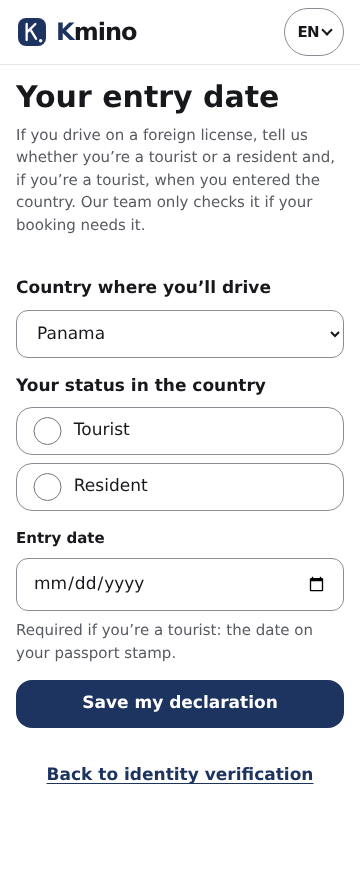 Kmino
EN
Your entry date
If you drive on a foreign license, tell us
whether you’re a tourist or a resident and,
if you’re a tourist, when you entered the
country. Our team only checks it if your
booking needs it.
Country where you’ll drive
Panama
Your status in the country
Tourist
Resident
Entry date
mm/dd/yyyy
Required if you’re a tourist: the date on
your passport stamp.
Save my declaration
Back to identity verification